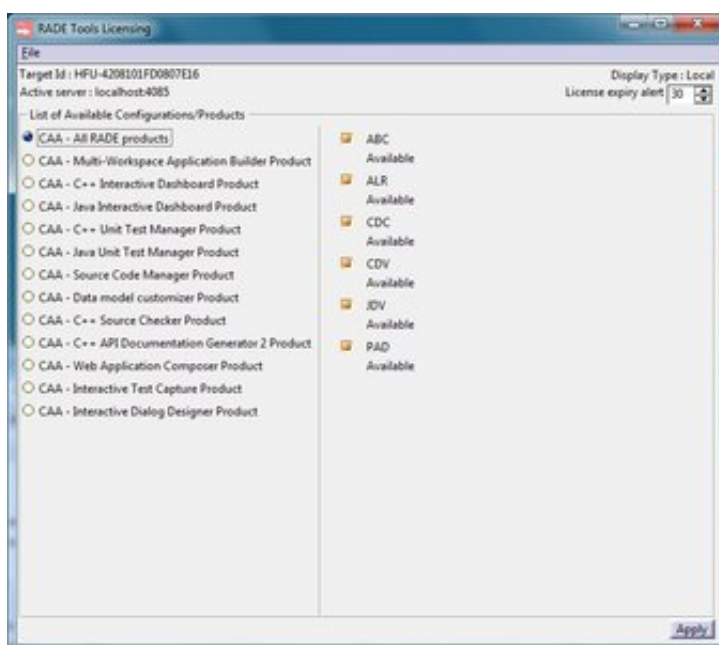 RADE Tools Licensing
File
Target Id : HFU-4208101FD0807E16
Display Type : Local
Active server : localhost:4085
License expiry alert 30
List of Available Configurations/Products
CAA - All RADE products
CAA - Multi-Workspace Application Builder Product
CAA - C++ Interactive Dashboard Product
CAA - Java Interactive Dashboard Product
CAA - C++ Unit Test Manager Product
CAA - Java Unit Test Manager Product
CAA - Source Code Manager Product
CAA - Data model customizer Product
CAA - C++ Source Checker Product
CAA - C++ API Documentation Generator 2 Product
CAA - Web Application Composer Product
CAA - Interactive Test Capture Product
CAA - Interactive Dialog Designer Product
ABC
Available
ALR
Available
CDC
Available
CDV
Available
JDV
Available
PAD
Available
Apply